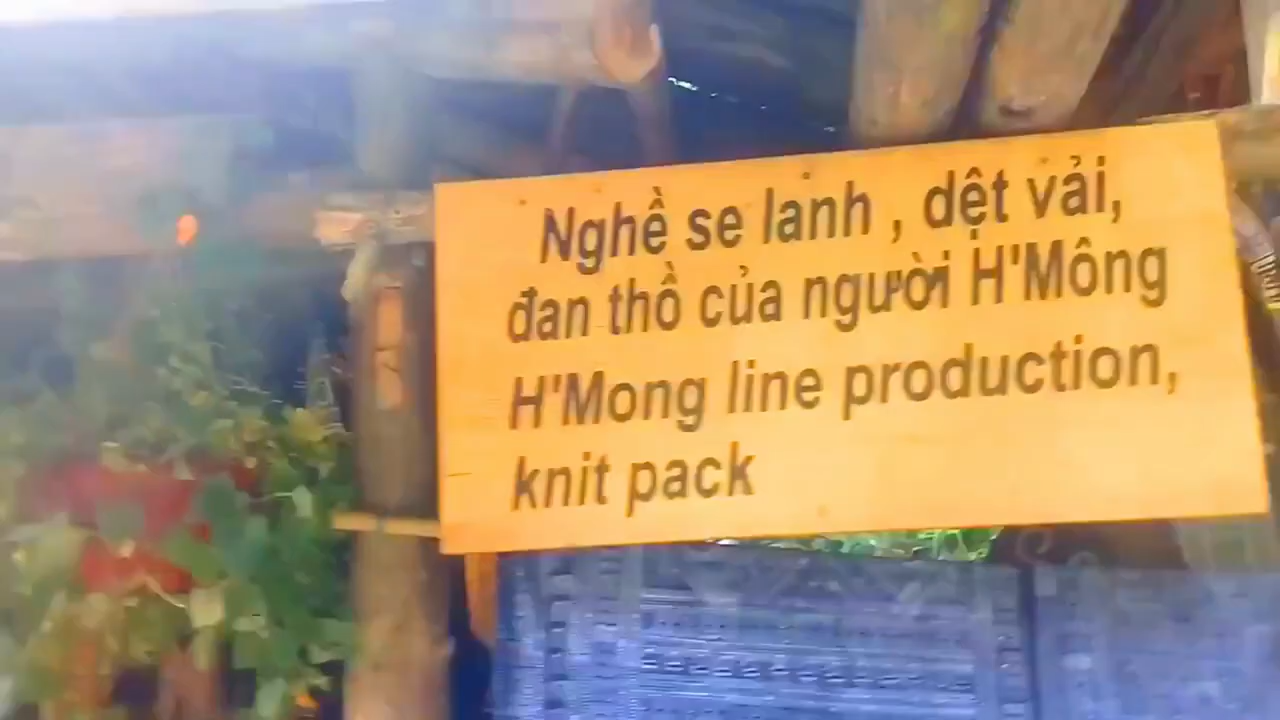 Nghề se lanh , dệt vải,
đan thồ của người H'Mông
H'Mong line production,
knit pack